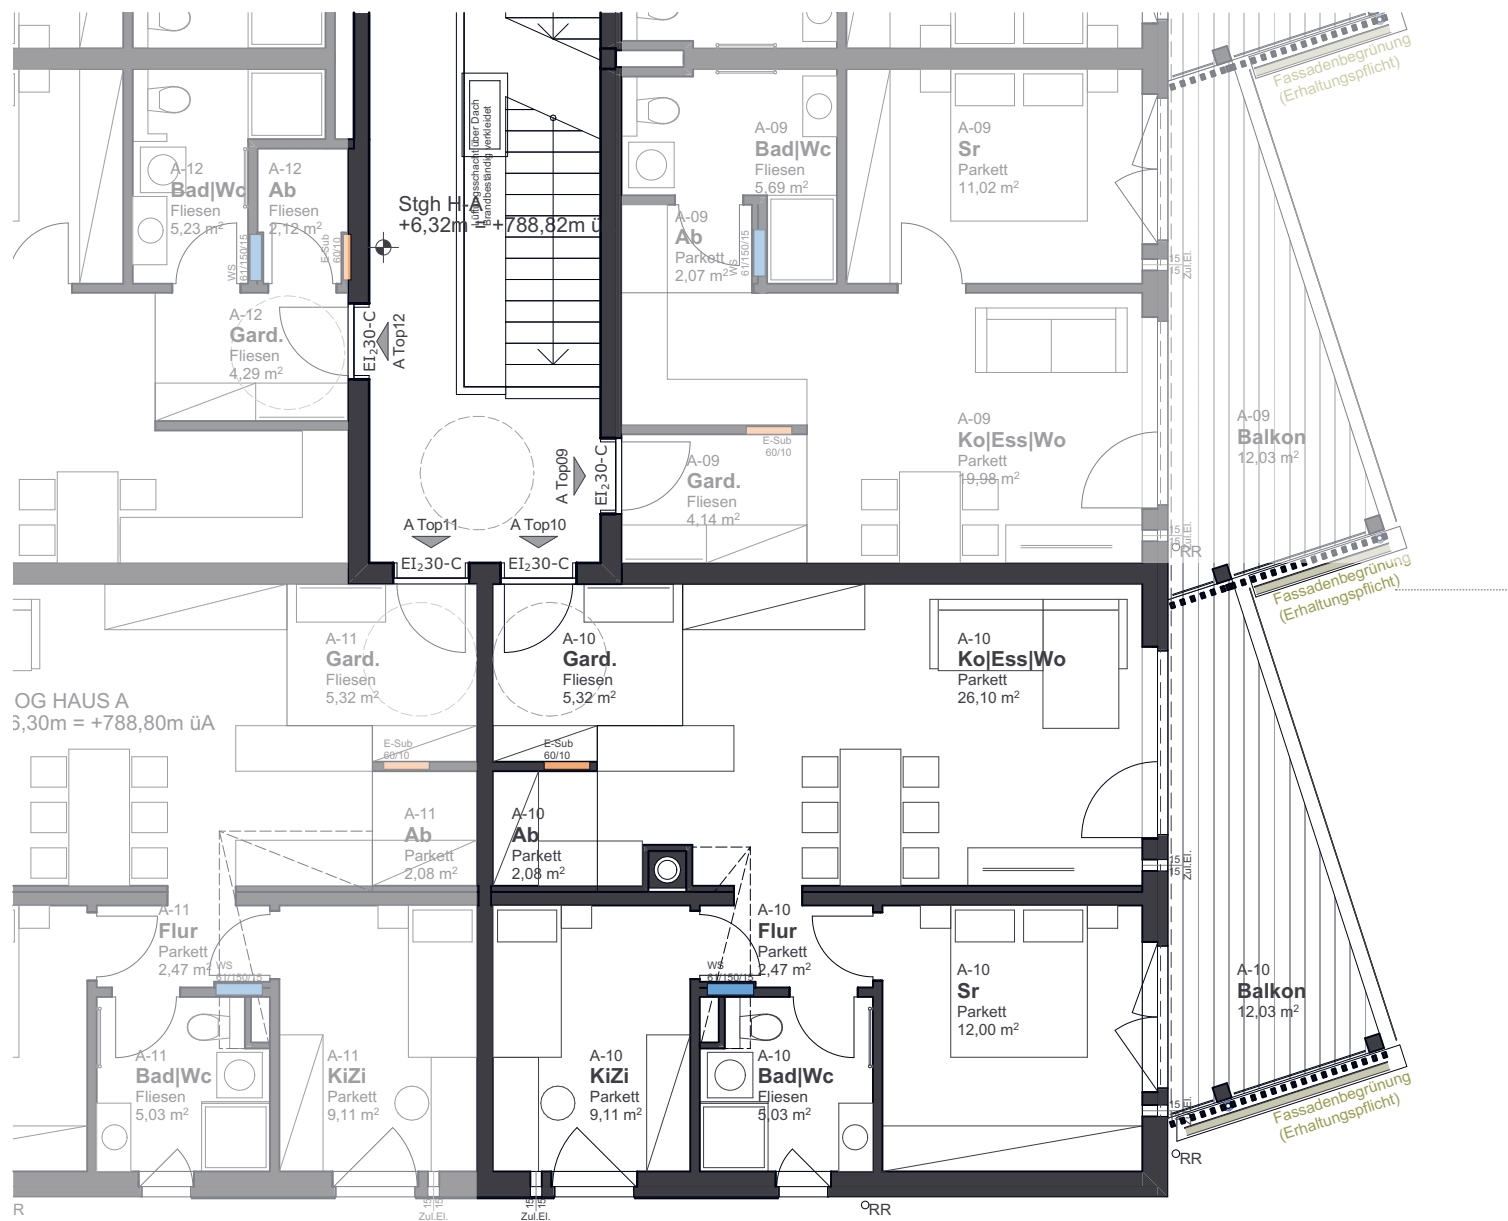 Fassadenbegrünung
(Erhaltungspflicht)
A-12
Bad|Wc
Fliesen
5,23 m²
A-12
Ab
Fliesen
2,12 m²
WS
61/150/15
E-Sub
60/10
Lüftungsschacht über Dach
Brandbeständig verkleidet
Stgh H-A
+6,32m = +788,82m ü
A-09
Bad|Wc
Fliesen
5,69 m²
A-09
Sr
Parkett
11,02 m²
A-09
Ab
Parkett
2,07 m²
WS
61/150/15
15
15
Zul.El.
A-12
Gard.
Fliesen
4,29 m²
EI₂30-C
A Top12
A Top09
EI₂30-C
E-Sub
60/10
A-09
Gard.
Fliesen
4,14 m²
A-09
Ko|Ess|Wo
Parkett
19,98 m²
A-09
Balkon
12,03 m²
A Top11
A Top10
EI₂30-C
EI₂30-C
15
15
Zul.El.
RR
Fassadenbegrünung
(Erhaltungspflicht)
A-11
Gard.
Fliesen
5,32 m²
A-10
Gard.
Fliesen
5,32 m²
A-10
Ko|Ess|Wo
Parkett
26,10 m²
OG HAUS A
6,30m = +788,80m üA
E-Sub
60/10
E-Sub
60/10
A-11
Ab
Parkett
2,08 m²
A-10
Ab
Parkett
2,08 m²
15
15
Zul.El.
A-11
Flur
Parkett
2,47 m²
WS
61/150/15
A-10
Flur
Parkett
2,47 m²
WS
61/150/15
A-10
Sr
Parkett
12,00 m²
A-10
Balkon
12,03 m²
A-11
Bad|Wc
Fliesen
5,03 m²
A-11
KiZi
Parkett
9,11 m²
A-10
KiZi
Parkett
9,11 m²
A-10
Bad|Wc
Fliesen
5,03 m²
15
15
Zul.El.
Fassadenbegrünung
(Erhaltungspflicht)
RR
R
15
15
Zul.El.
15
15
Zul.El.
RR